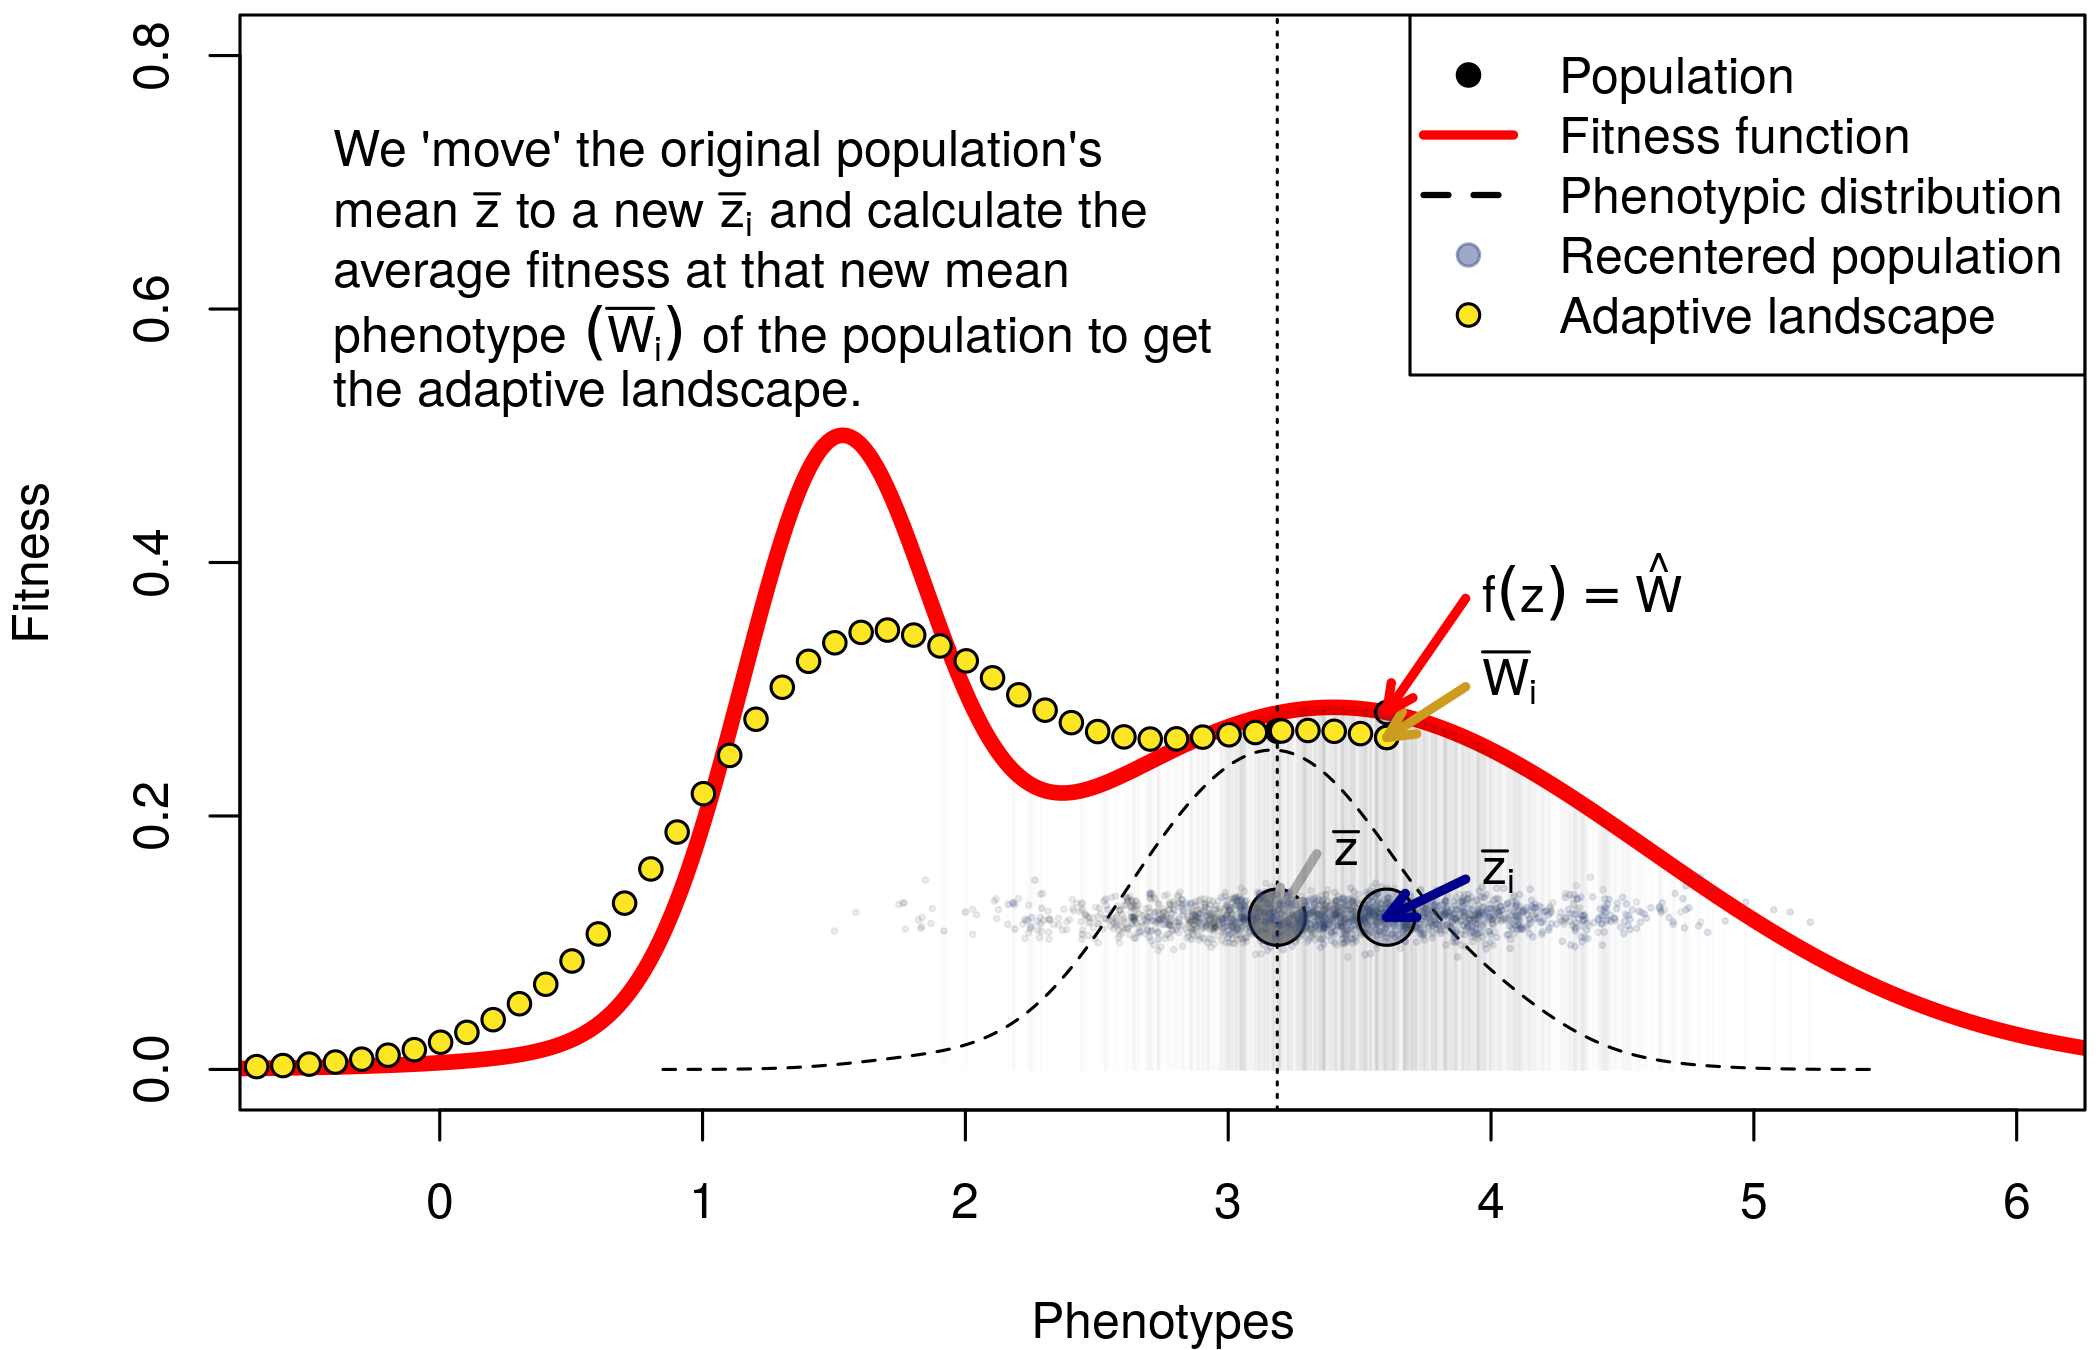 We 'move' the original population's
mean z̅ to a new z̅ᵢ and calculate the
average fitness at that new mean
phenotype (W̅ᵢ) of the population to get
the adaptive landscape.
Population
Fitness function
Phenotypic distribution
Recentered population
Adaptive landscape
f(z) = Ŵ
W̅ᵢ
z̅
z̅ᵢ
Fitness
0.8
0.6
0.4
0.2
0.0
0 1 2 3 4 5 6
Phenotypes